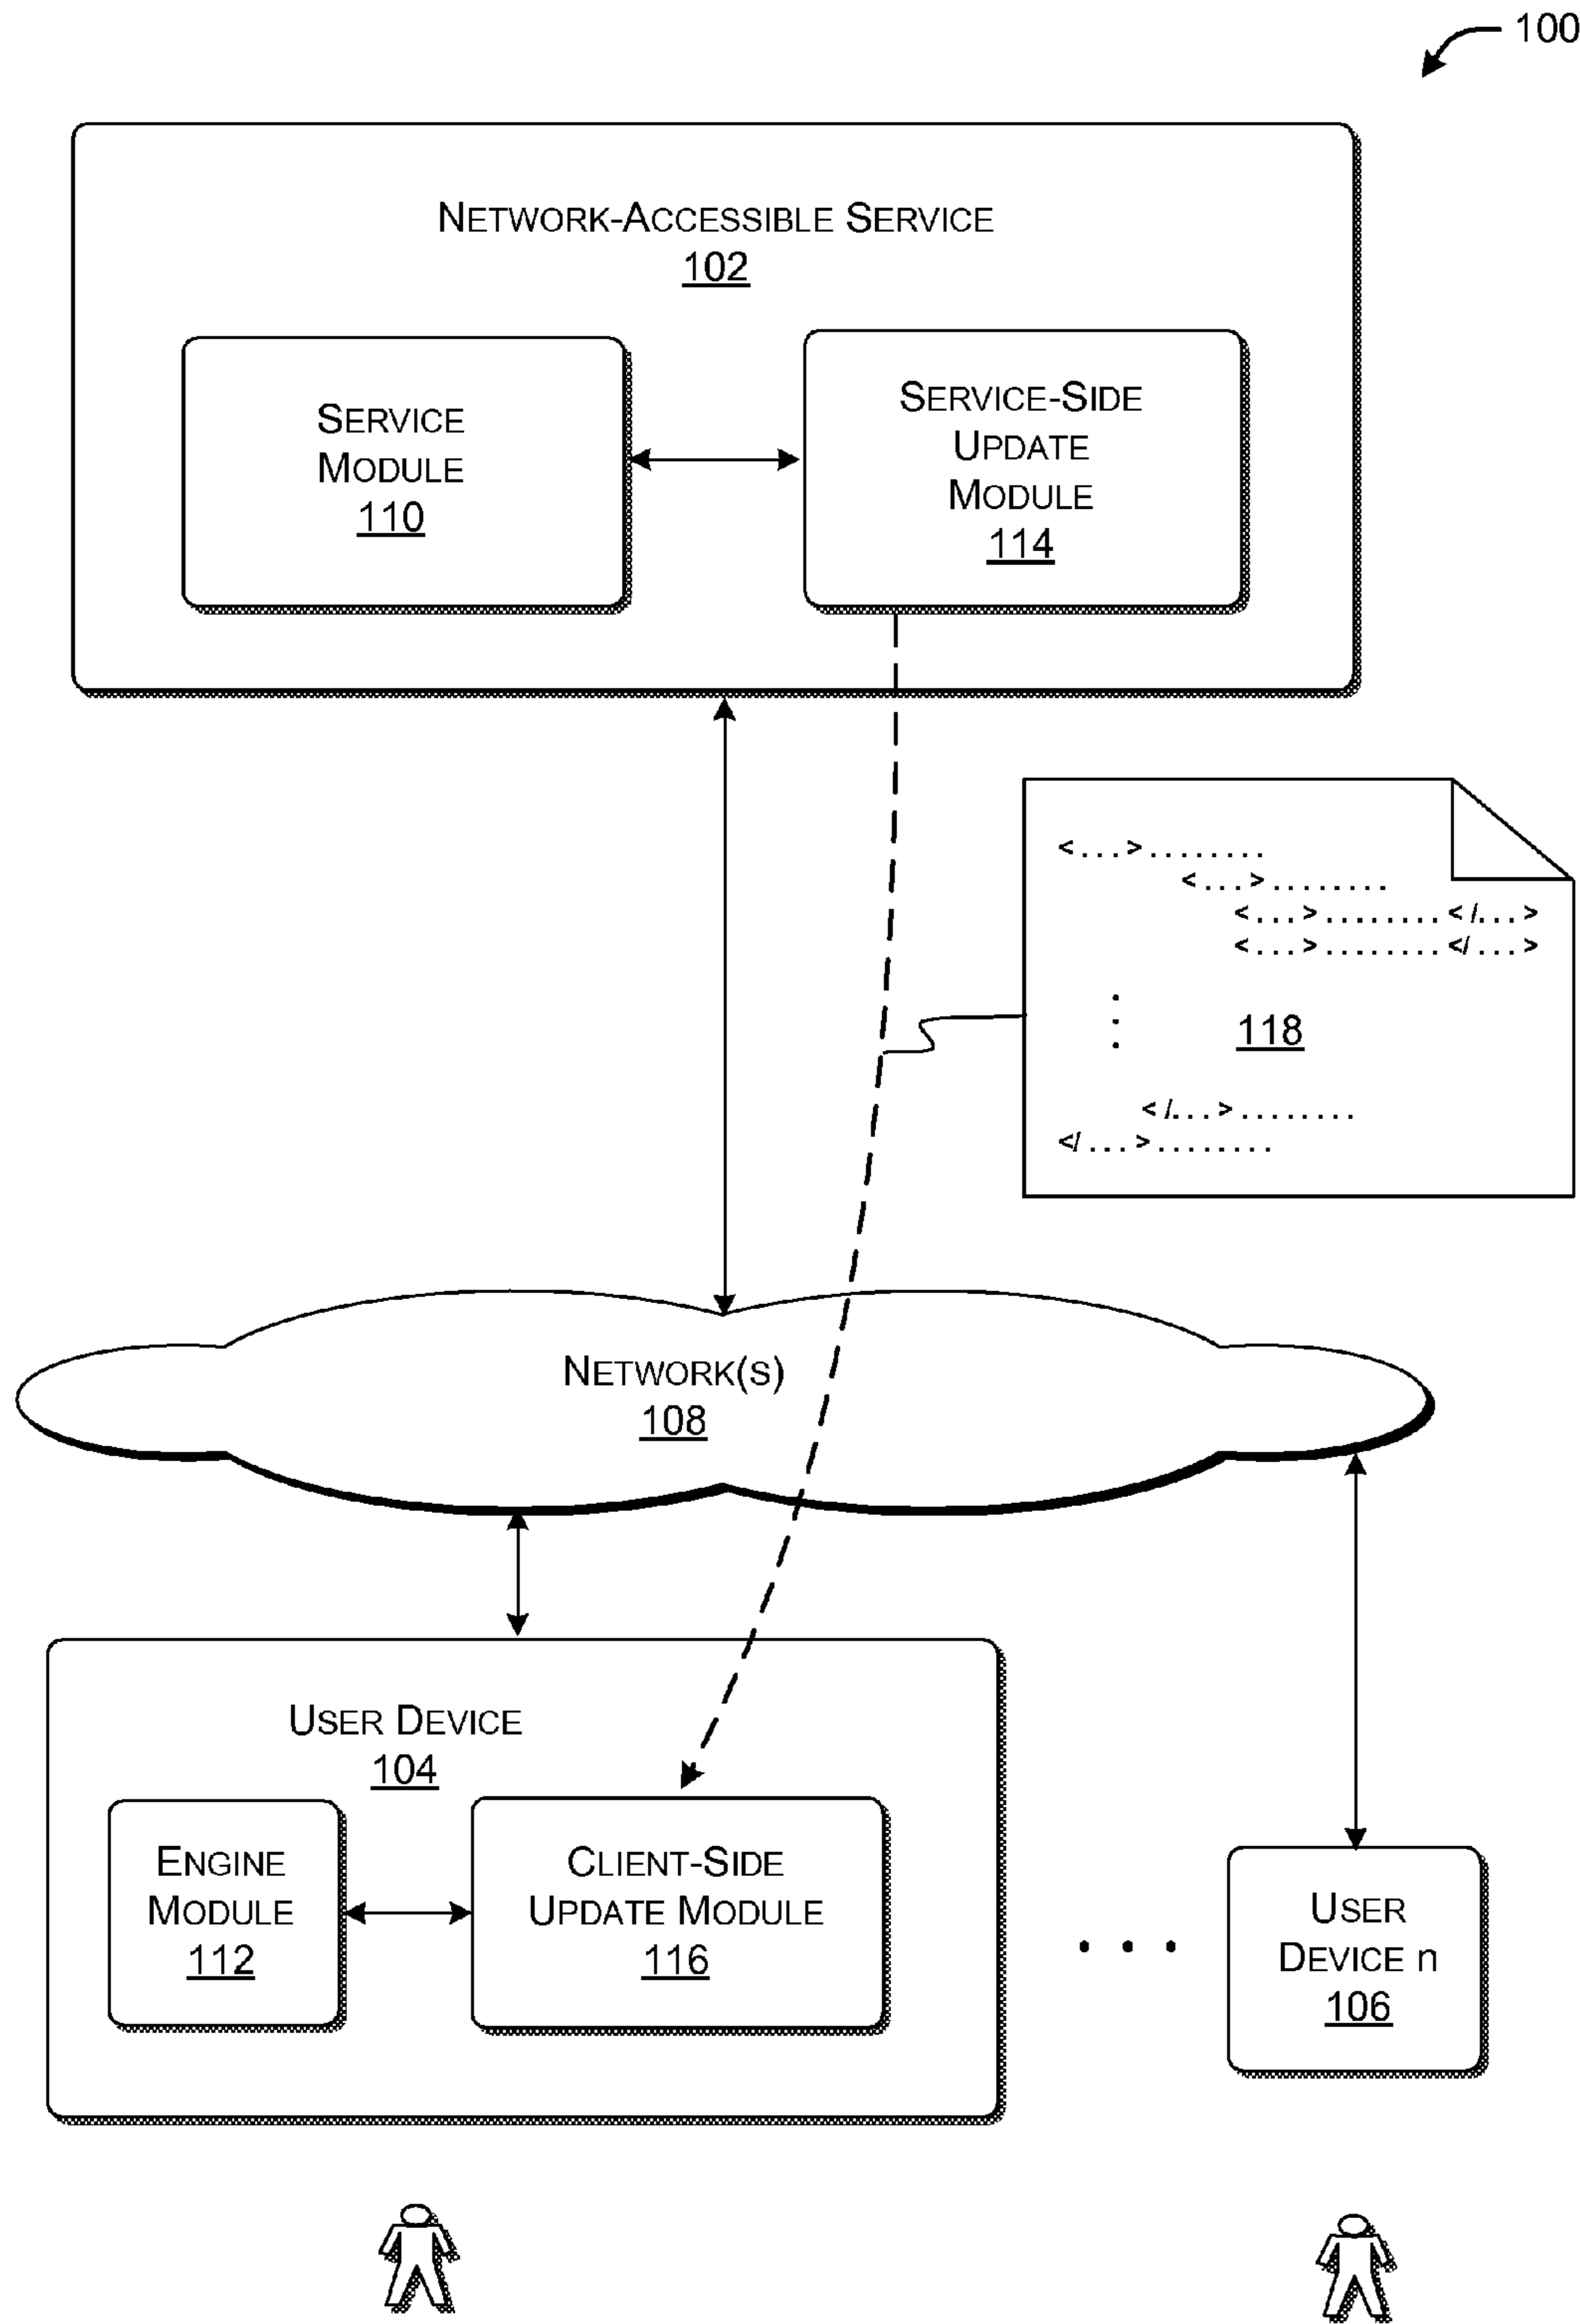 100
NETWORK-ACCESSIBLE SERVICE
102
SERVICE
MODULE
110
SERVICE-SIDE
UPDATE
MODULE
114
<...>........
<...>........
<...>........</...>
<...>........</...>
118
</...>........
</...>........
NETWORK(S)
108
USER DEVICE
104
ENGINE
MODULE
112
CLIENT-SIDE
UPDATE MODULE
116
. . .
USER
DEVICE n
106